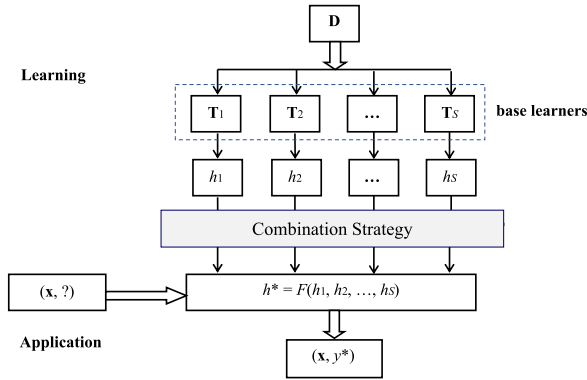 D
Learning
T1 T2 ... TS
base learners
h1 h2 ... hS
Combination Strategy
(x, ?)
h* = F(h1, h2, ..., hS)
Application
(x, y*)